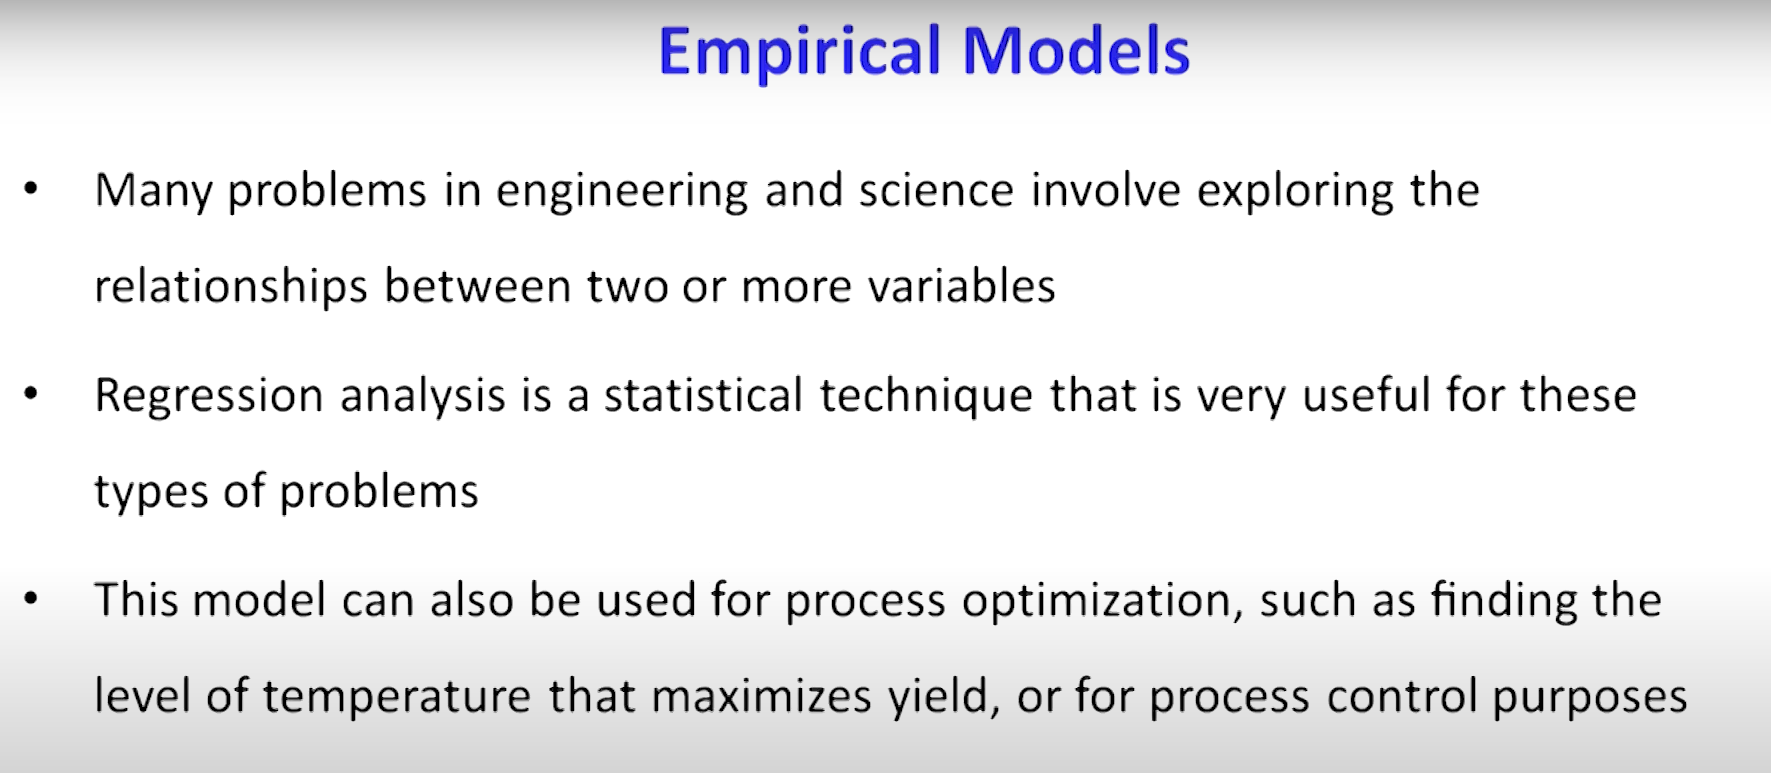 Empirical Models
• Many problems in engineering and science involve exploring the
relationships between two or more variables
• Regression analysis is a statistical technique that is very useful for these
types of problems
• This model can also be used for process optimization, such as finding the
level of temperature that maximizes yield, or for process control purposes